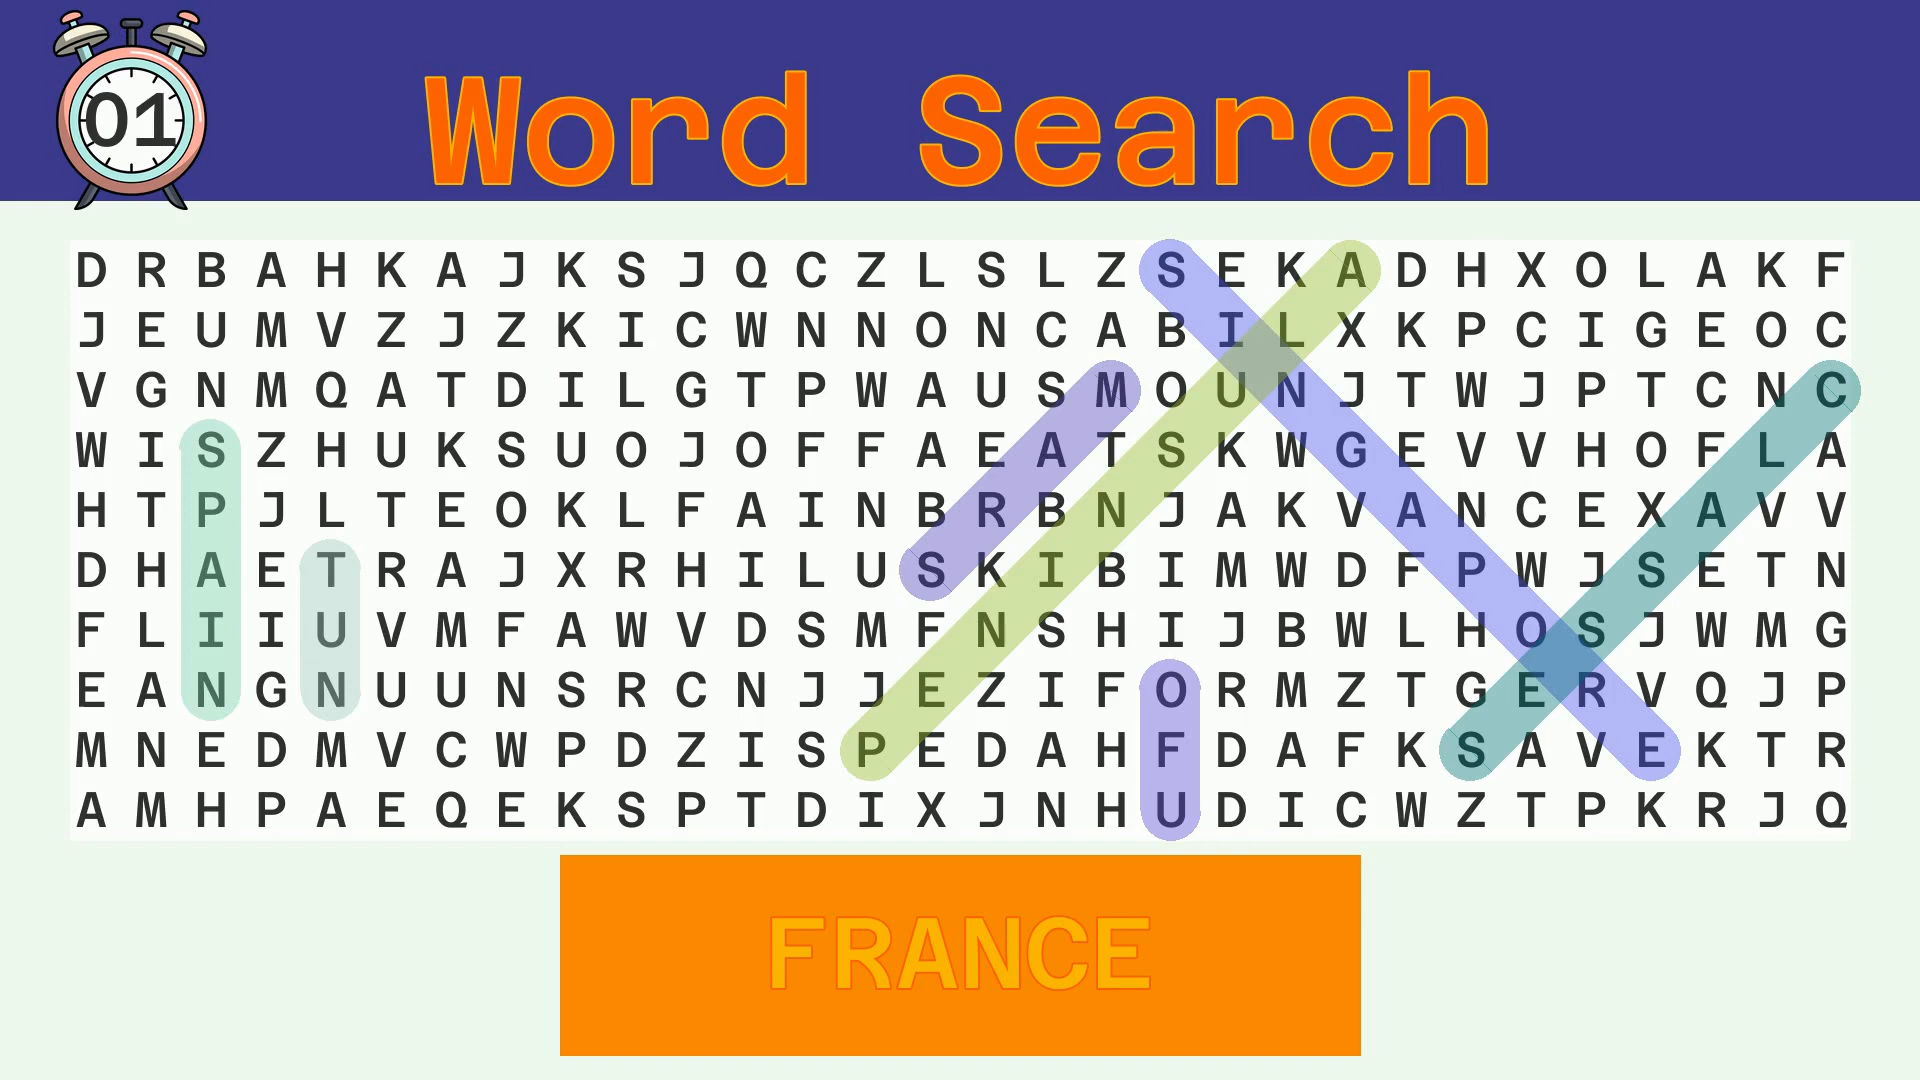 01
Word Search
D R B A H K A J K S J Q C Z L S L Z S E K A D H X O L A K F
J E U M V Z J Z K I C W N N O N C A B I L X K P C I G E O C
V G N M Q A T D I L G T P W A U S M O U N J T W J P T C N C
W I S Z H U K S U O J O F F A E A T S K W G E V V H O F L A
H T P J L T E O K L F A I N B R B N J A K V A N C E X A V V
D H A E T R A J X R H I L U S K I B I M W D F P W J S E T N
F L I I U V M F A W V D S M F N S H I J B W L H O S J W M G
E A N G N U U N S R C N J J E Z I F O R M Z T G E R V Q J P
M N E D M V C W P D Z I S P E D A H F D A F K S A V E K T R
A M H P A E Q E K S P T D I X J N H U D I C W Z T P K R J Q
FRANCE